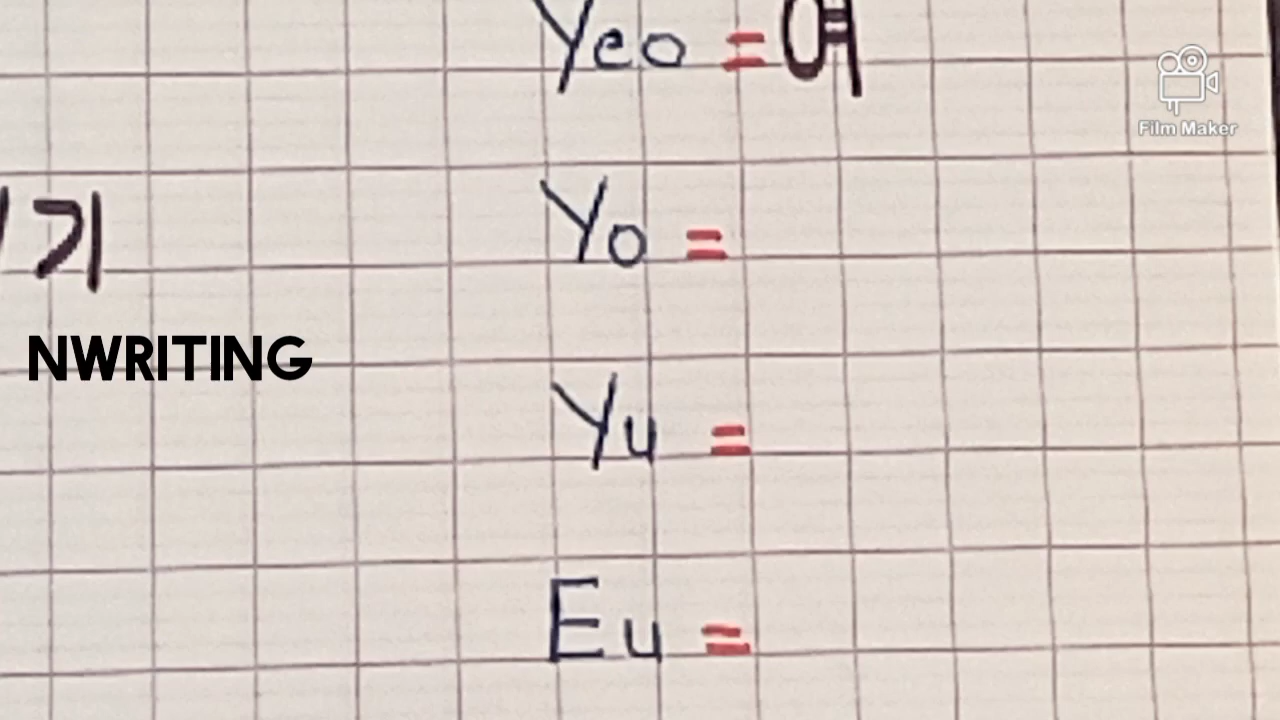 Yeo = 여
Film Maker
기
Yo =
NWRITING
Yu =
Eu =